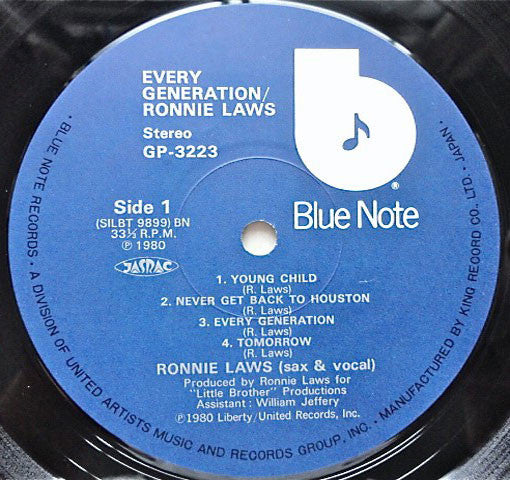 EVERY
GENERATION/
RONNIE LAWS
Stereo
GP-3223
®
Blue Note
Side 1
(SILBT 9899) BN
33⅓ R.P.M.
℗ 1980
JASRAC
1. YOUNG CHILD
(R. Laws)
2. NEVER GET BACK TO HOUSTON
(R. Laws)
3. EVERY GENERATION
(R. Laws)
4. TOMORROW
(R. Laws)
RONNIE LAWS (sax & vocal)
Produced by Ronnie Laws for
"Little Brother" Productions
Assistant : William Jeffery
℗1980 Liberty/United Records, Inc.
· BLUE NOTE RECORDS · A DIVISION OF UNITED ARTISTS MUSIC AND RECORDS GROUP, INC. · MANUFACTURED BY KING RECORD CO. LTD. · JAPAN ·